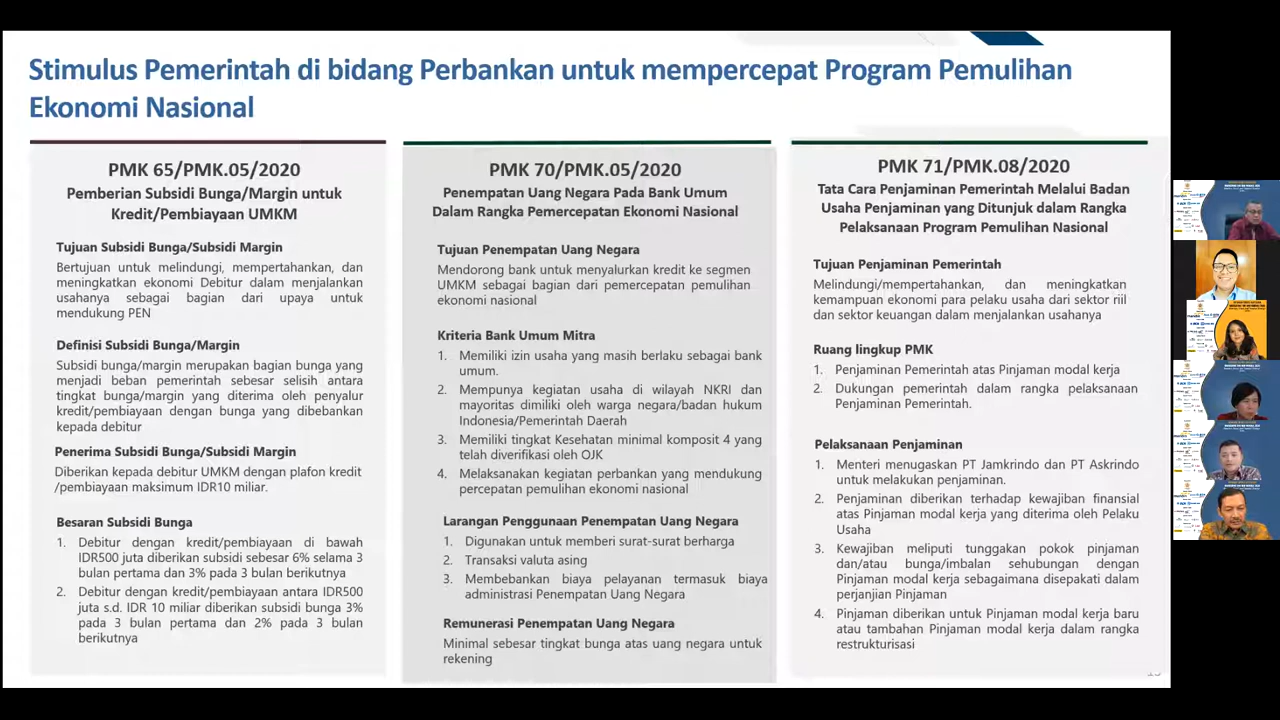 Stimulus Pemerintah di bidang Perbankan untuk mempercepat Program Pemulihan
Ekonomi Nasional
PMK 65/PMK.05/2020
Pemberian Subsidi Bunga/Margin untuk
Kredit/Pembiayaan UMKM
Tujuan Subsidi Bunga/Subsidi Margin
Bertujuan untuk melindungi, mempertahankan, dan
meningkatkan ekonomi Debitur dalam menjalankan
usahanya sebagai bagian dari upaya untuk
mendukung PEN
Definisi Subsidi Bunga/Margin
Subsidi bunga/margin merupakan bagian bunga yang
menjadi beban pemerintah sebesar selisih antara
tingkat bunga/margin yang diterima oleh penyalur
kredit/pembiayaan dengan bunga yang dibebankan
kepada debitur
Penerima Subsidi Bunga/Subsidi Margin
Diberikan kepada debitur UMKM dengan plafon kredit
/pembiayaan maksimum IDR10 miliar.
Besaran Subsidi Bunga
1. Debitur dengan kredit/pembiayaan di bawah
IDR500 juta diberikan subsidi sebesar 6% selama 3
bulan pertama dan 3% pada 3 bulan berikutnya
2. Debitur dengan kredit/pembiayaan antara IDR500
juta s.d. IDR 10 miliar diberikan subsidi bunga 3%
pada 3 bulan pertama dan 2% pada 3 bulan
berikutnya
PMK 70/PMK.05/2020
Penempatan Uang Negara Pada Bank Umum
Dalam Rangka Pemercepatan Ekonomi Nasional
Tujuan Penempatan Uang Negara
Mendorong bank untuk menyalurkan kredit ke segmen
UMKM sebagai bagian dari pemercepatan pemulihan
ekonomi nasional
Kriteria Bank Umum Mitra
1. Memiliki izin usaha yang masih berlaku sebagai bank
umum.
2. Mempunyai kegiatan usaha di wilayah NKRI dan
mayoritas dimiliki oleh warga negara/badan hukum
Indonesia/Pemerintah Daerah
3. Memiliki tingkat Kesehatan minimal komposit 4 yang
telah diverifikasi oleh OJK
4. Melaksanakan kegiatan perbankan yang mendukung
percepatan pemulihan ekonomi nasional
Larangan Penggunaan Penempatan Uang Negara
1. Digunakan untuk memberi surat-surat berharga
2. Transaksi valuta asing
3. Membebankan biaya pelayanan termasuk biaya
administrasi Penempatan Uang Negara
Remunerasi Penempatan Uang Negara
Minimal sebesar tingkat bunga atas uang negara untuk
rekening
PMK 71/PMK.08/2020
Tata Cara Penjaminan Pemerintah Melalui Badan
Usaha Penjaminan yang Ditunjuk dalam Rangka
Pelaksanaan Program Pemulihan Nasional
Tujuan Penjaminan Pemerintah
Melindungi/mempertahankan, dan meningkatkan
kemampuan ekonomi para pelaku usaha dari sektor riil
dan sektor keuangan dalam menjalankan usahanya
Ruang lingkup PMK
1. Penjaminan Pemerintah atas Pinjaman modal kerja
2. Dukungan pemerintah dalam rangka pelaksanaan
Penjaminan Pemerintah.
Pelaksanaan Penjaminan
1. Menteri menugaskan PT Jamkrindo dan PT Askrindo
untuk melakukan penjaminan.
2. Penjaminan diberikan terhadap kewajiban finansial
atas Pinjaman modal kerja yang diterima oleh Pelaku
Usaha
3. Kewajiban meliputi tunggakan pokok pinjaman
dan/atau bunga/imbalan sehubungan dengan
Pinjaman modal kerja sebagaimana disepakati dalam
perjanjian Pinjaman
4. Pinjaman diberikan untuk Pinjaman modal kerja baru
atau tambahan Pinjaman modal kerja dalam rangka
restrukturisasi